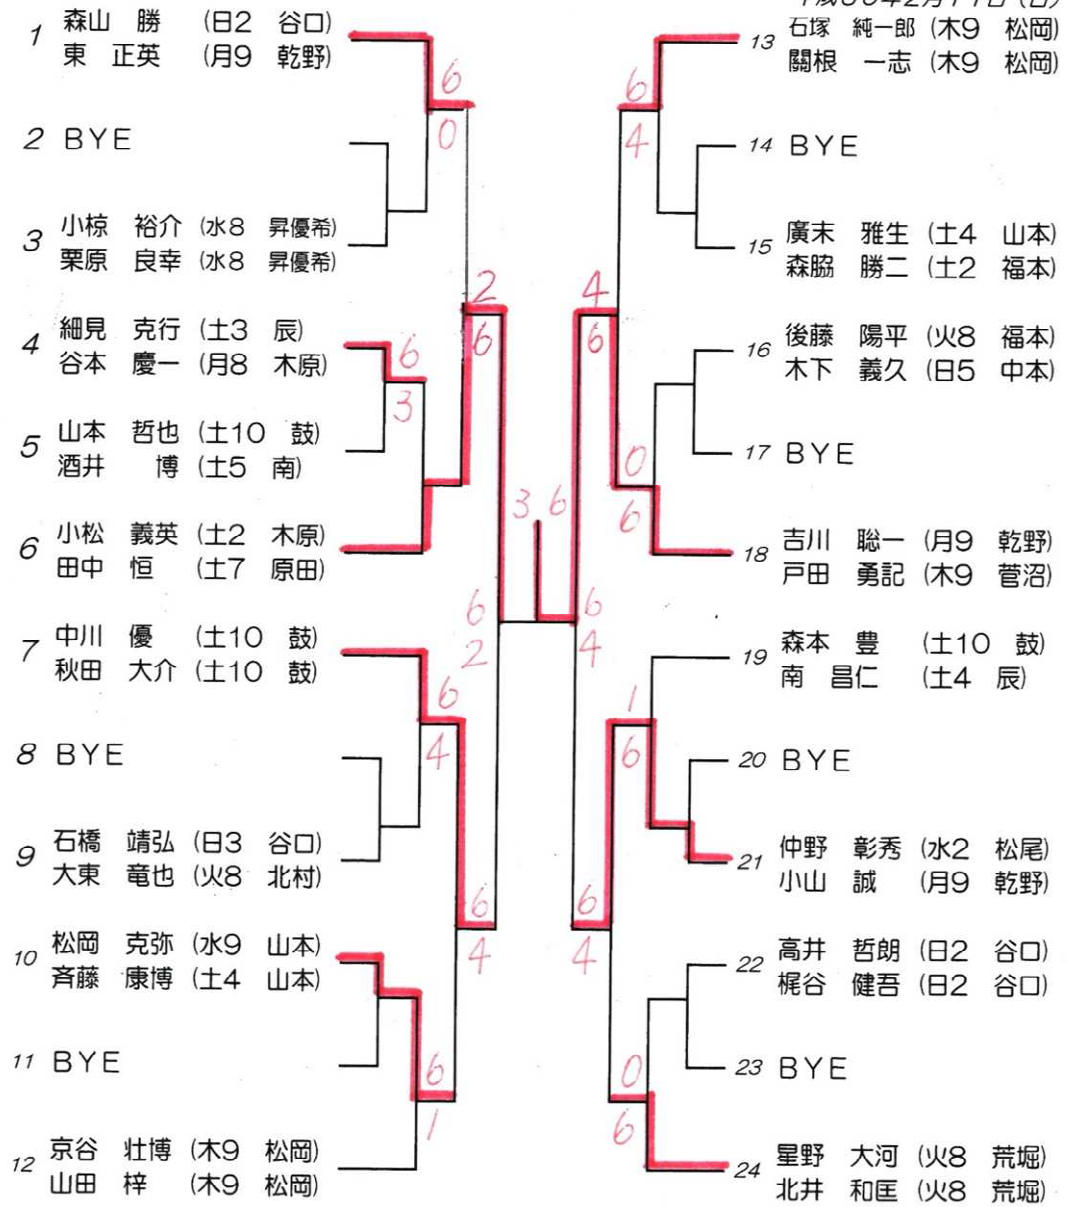 1 森山 勝 (日2 谷口)
東 正英 (月9 乾野)
2 BYE
3 小椋 裕介 (水8 昇優希)
栗原 良幸 (水8 昇優希)
4 細見 克行 (土3 辰)
谷本 慶一 (月8 木原)
5 山本 哲也 (土10 鼓)
酒井 博 (土5 南)
6 小松 義英 (土2 木原)
田中 恒 (土7 原田)
7 中川 優 (土10 鼓)
秋田 大介 (土10 鼓)
8 BYE
9 石橋 靖弘 (日3 谷口)
大東 竜也 (火8 北村)
10 松岡 克弥 (水9 山本)
斉藤 康博 (土4 山本)
11 BYE
12 京谷 壮博 (木9 松岡)
山田 梓 (木9 松岡)
6
0
6
3
2
6
6
4
6
1
6
4
6
2
3 6
6
4
4
6
6
4
0
6
1
6
6
4
0
6
13 石塚 純一郎 (木9 松岡)
關根 一志 (木9 松岡)
14 BYE
15 廣末 雅生 (土4 山本)
森脇 勝二 (土2 福本)
16 後藤 陽平 (火8 福本)
木下 義久 (日5 中本)
17 BYE
18 吉川 聡一 (月9 乾野)
戸田 勇記 (木9 菅沼)
19 森本 豊 (土10 鼓)
南 昌仁 (土4 辰)
20 BYE
21 仲野 彰秀 (水2 松尾)
小山 誠 (月9 乾野)
22 高井 哲朗 (日2 谷口)
梶谷 健吾 (日2 谷口)
23 BYE
24 星野 大河 (火8 荒堀)
北井 和匡 (火8 荒堀)